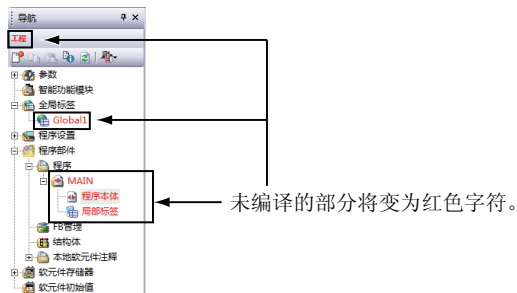 导航
工程
参数
智能功能模块
全局标签
Global1
程序设置
程序部件
程序
MAIN
程序本体
局部标签
未编译的部分将变为红色字符。
FB管理
结构体
本地软元件注释
软元件存储器
软元件初始值